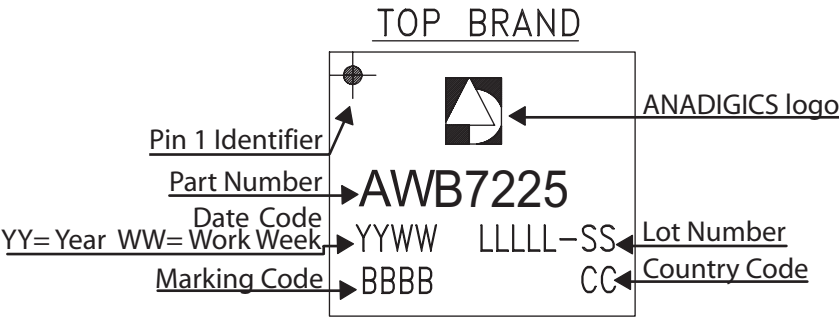 TOP BRAND
ANADIGICS logo
Pin 1 Identifier
Part Number AWB7225
Date Code
YY= Year WW= Work Week YYWW LLLLL-SS Lot Number
Marking Code BBBB CC Country Code